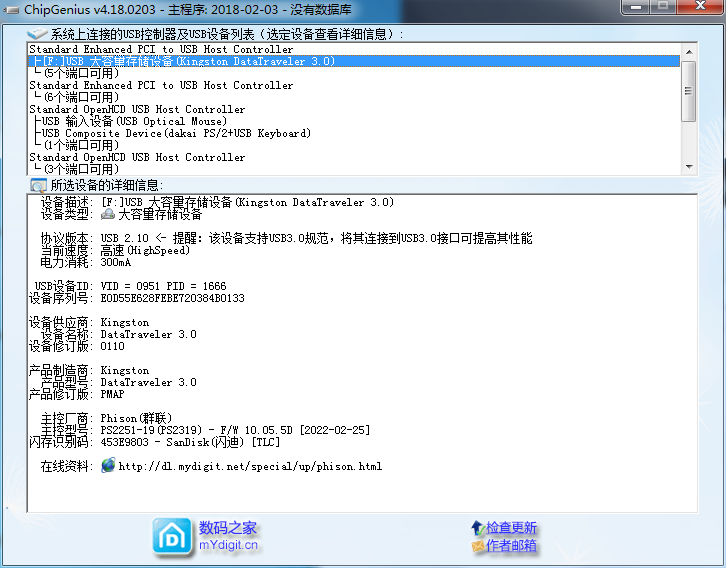 ChipGenius v4.18.0203 - 主程序: 2018-02-03 - 没有数据库
系统上连接的USB控制器及USB设备列表（选定设备查看详细信息）:
Standard Enhanced PCI to USB Host Controller
├[F:]USB 大容量存储设备(Kingston DataTraveler 3.0)
└(5个端口可用)
Standard Enhanced PCI to USB Host Controller
└(6个端口可用)
Standard OpenHCD USB Host Controller
├USB 输入设备(USB Optical Mouse)
├USB Composite Device(dakai PS/2+USB Keyboard)
└(1个端口可用)
Standard OpenHCD USB Host Controller
└(3个端口可用)
所选设备的详细信息:
设备描述: [F:]USB 大容量存储设备(Kingston DataTraveler 3.0)
设备类型: 大容量存储设备
协议版本: USB 2.10 <- 提醒: 该设备支持USB3.0规范，将其连接到USB3.0接口可提高其性能
当前速度: 高速(HighSpeed)
电力消耗: 300mA
USB设备ID: VID = 0951 PID = 1666
设备序列号: E0D55E628FEBE720384B0133
设备供应商: Kingston
设备名称: DataTraveler 3.0
设备修订版: 0110
产品制造商: Kingston
产品型号: DataTraveler 3.0
产品修订版: PMAP
主控厂商: Phison(群联)
主控型号: PS2251-19(PS2319) - F/W 10.05.5D [2022-02-25]
闪存识别码: 453E9803 - SanDisk(闪迪) [TLC]
在线资料: http://dl.mydigit.net/special/up/phison.html
数码之家
mYdigit.cn
检查更新
作者邮箱